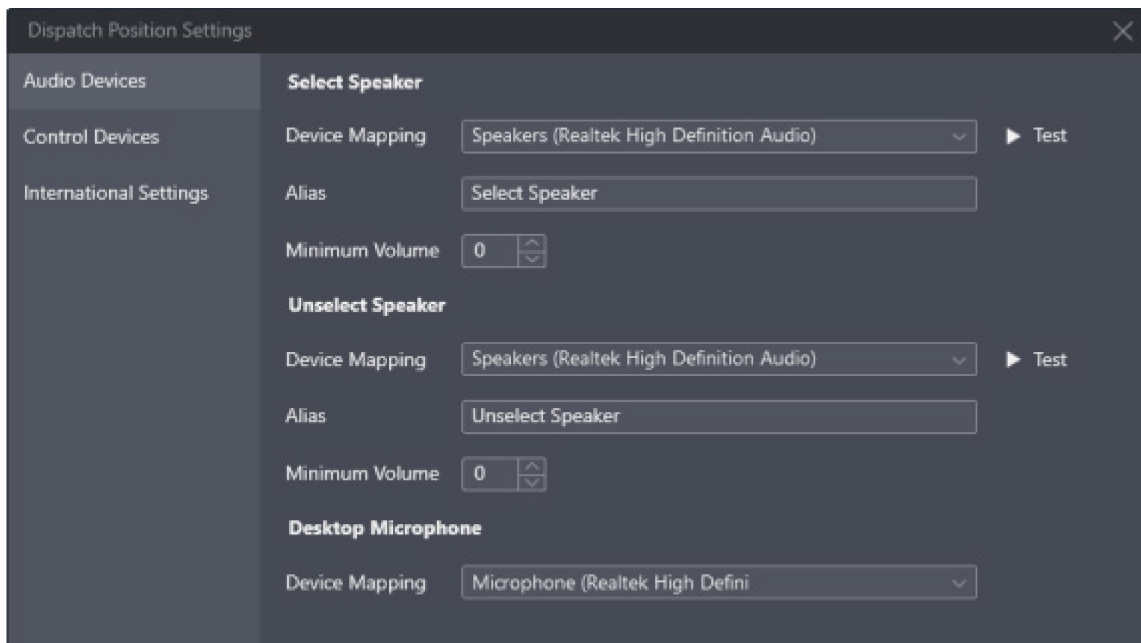 Dispatch Position Settings
Audio Devices
Control Devices
International Settings
Select Speaker
Device Mapping Speakers (Realtek High Definition Audio) Test
Alias Select Speaker
Minimum Volume 0
Unselect Speaker
Device Mapping Speakers (Realtek High Definition Audio) Test
Alias Unselect Speaker
Minimum Volume 0
Desktop Microphone
Device Mapping Microphone (Realtek High Defini